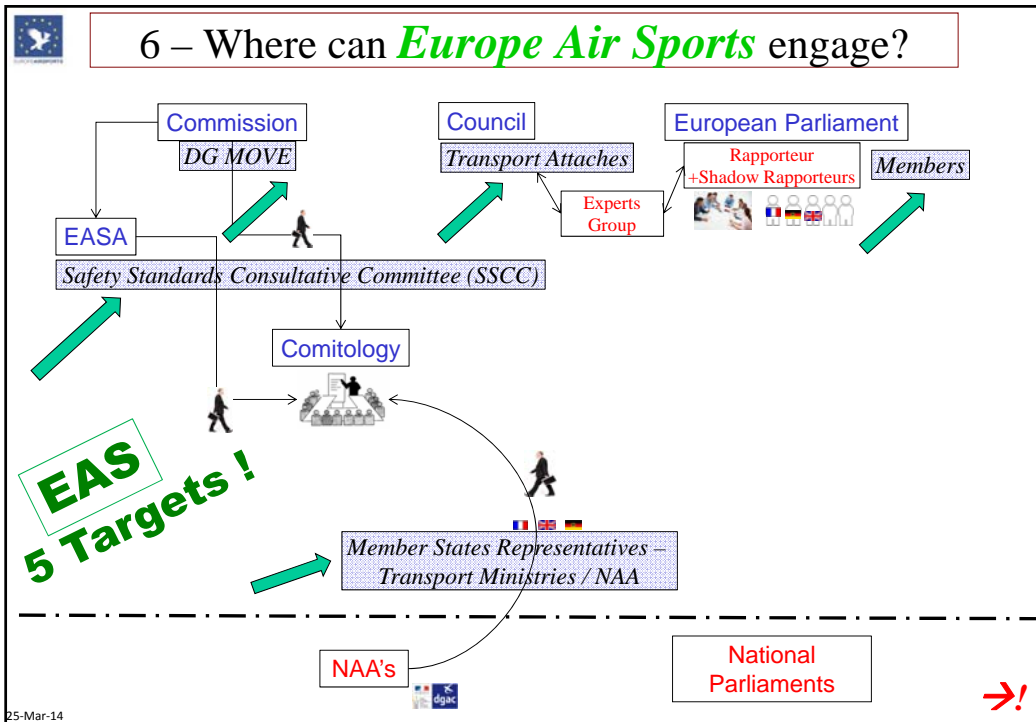 6 – Where can Europe Air Sports engage?
EUROPE AIRSPORTS
Commission
DG MOVE
Council
Transport Attaches
European Parliament
Rapporteur
+Shadow Rapporteurs
Members
Experts
Group
EASA
Safety Standards Consultative Committee (SSCC)
Comitology
EAS
5 Targets !
Member States Representatives –
Transport Ministries / NAA
NAA's
dgac
National
Parliaments
!
25-Mar-14